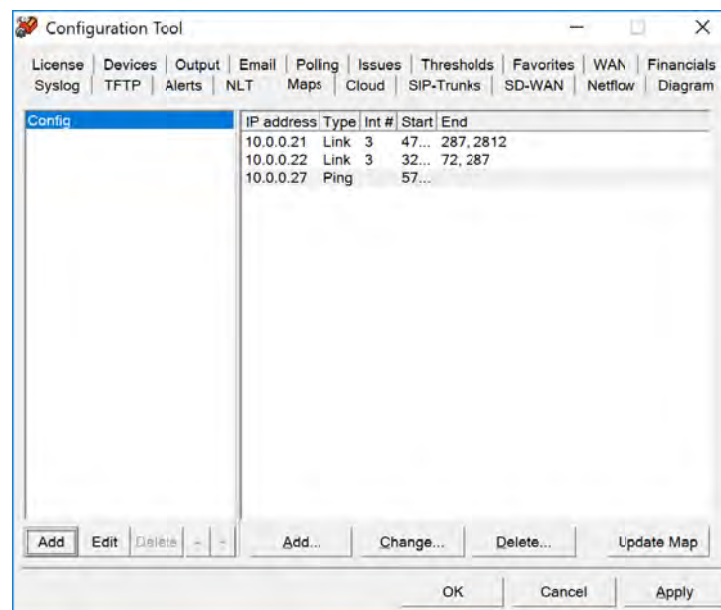 Configuration Tool
License Devices Output Email Polling Issues Thresholds Favorites WAN Financials
Syslog TFTP Alerts NLT Maps Cloud SIP-Trunks SD-WAN Netflow Diagram
Config
IP address Type Int # Start End
10.0.0.21 Link 3 47... 287, 2812
10.0.0.22 Link 3 32... 72, 287
10.0.0.27 Ping 57...
Add Edit Delete Add... Change... Delete... Update Map
OK Cancel Apply